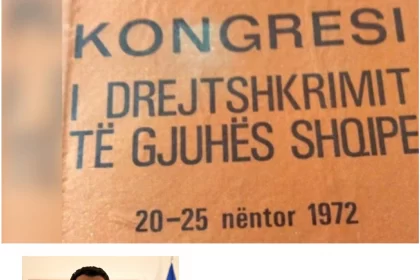 KONGRESI
I DREJTSHKRIMIT
TË GJUHËS SHQIPE
20-25 nëntor 1972